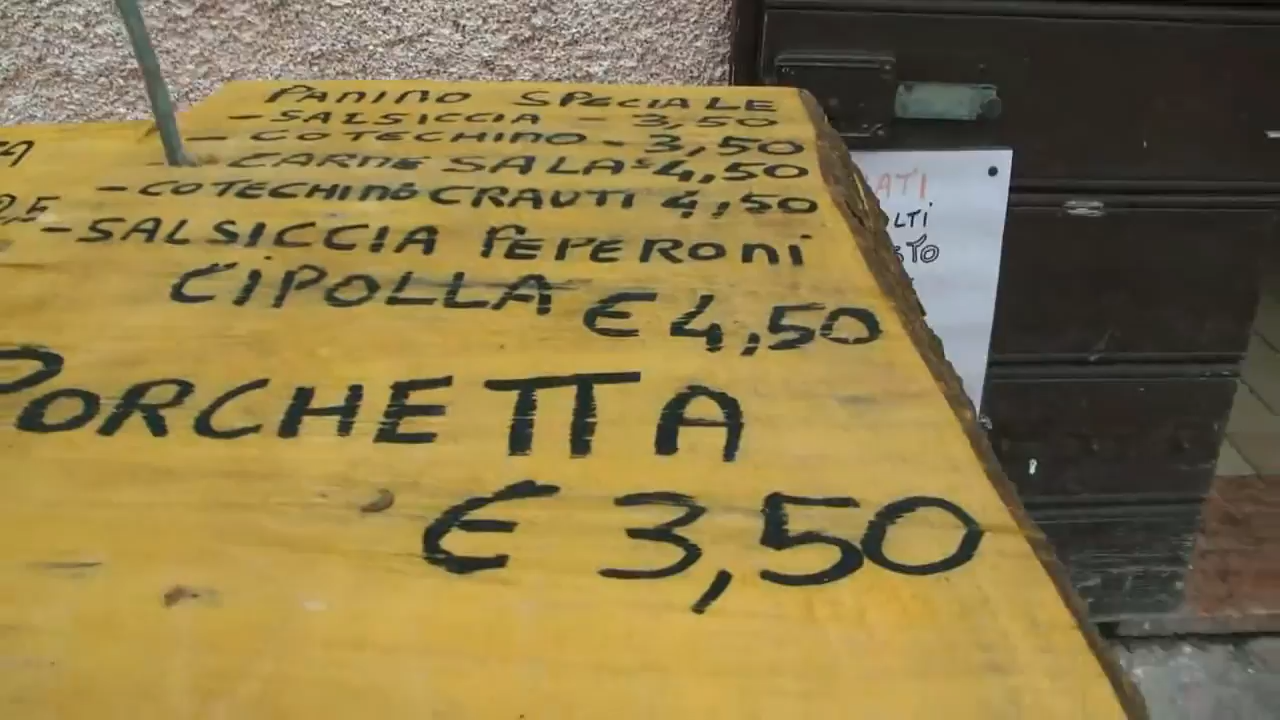 PANINO SPECIALE
-SALSICCIA - 3,50
-COTECHINO - 3,50
-CARNE SALA - 4,50
-COTECHINO CRAUTI 4,50
-SALSICCIA PEPERONI
CIPOLLA € 4,50
PORCHETTA
€ 3,50